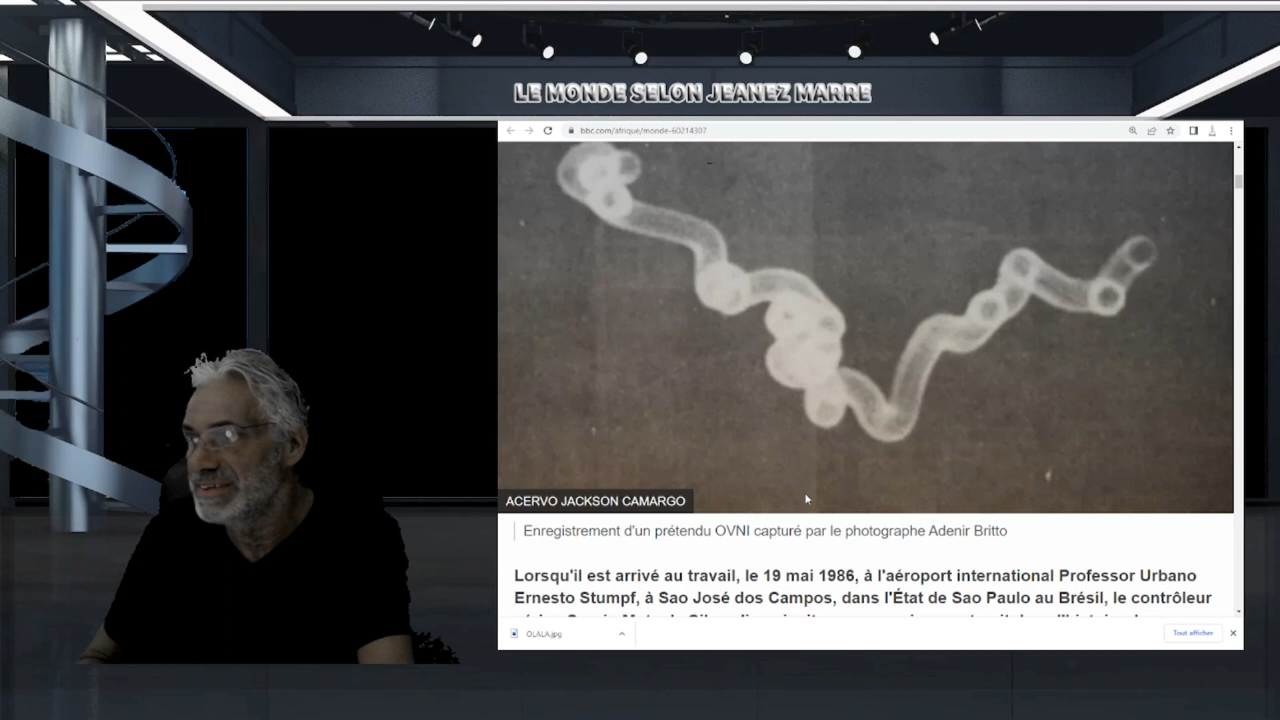 LE MONDE SELON JEANEZ MARRE
bbc.com/afrique/monde-60214307
ACERVO JACKSON CAMARGO
Enregistrement d'un prétendu OVNI capturé par le photographe Adenir Britto
Lorsqu'il est arrivé au travail, le 19 mai 1986, à l'aéroport international Professor Urbano
Ernesto Stumpf, à Sao José dos Campos, dans l'État de Sao Paulo au Brésil, le contrôleur
OLALA.jpg
Tout afficher